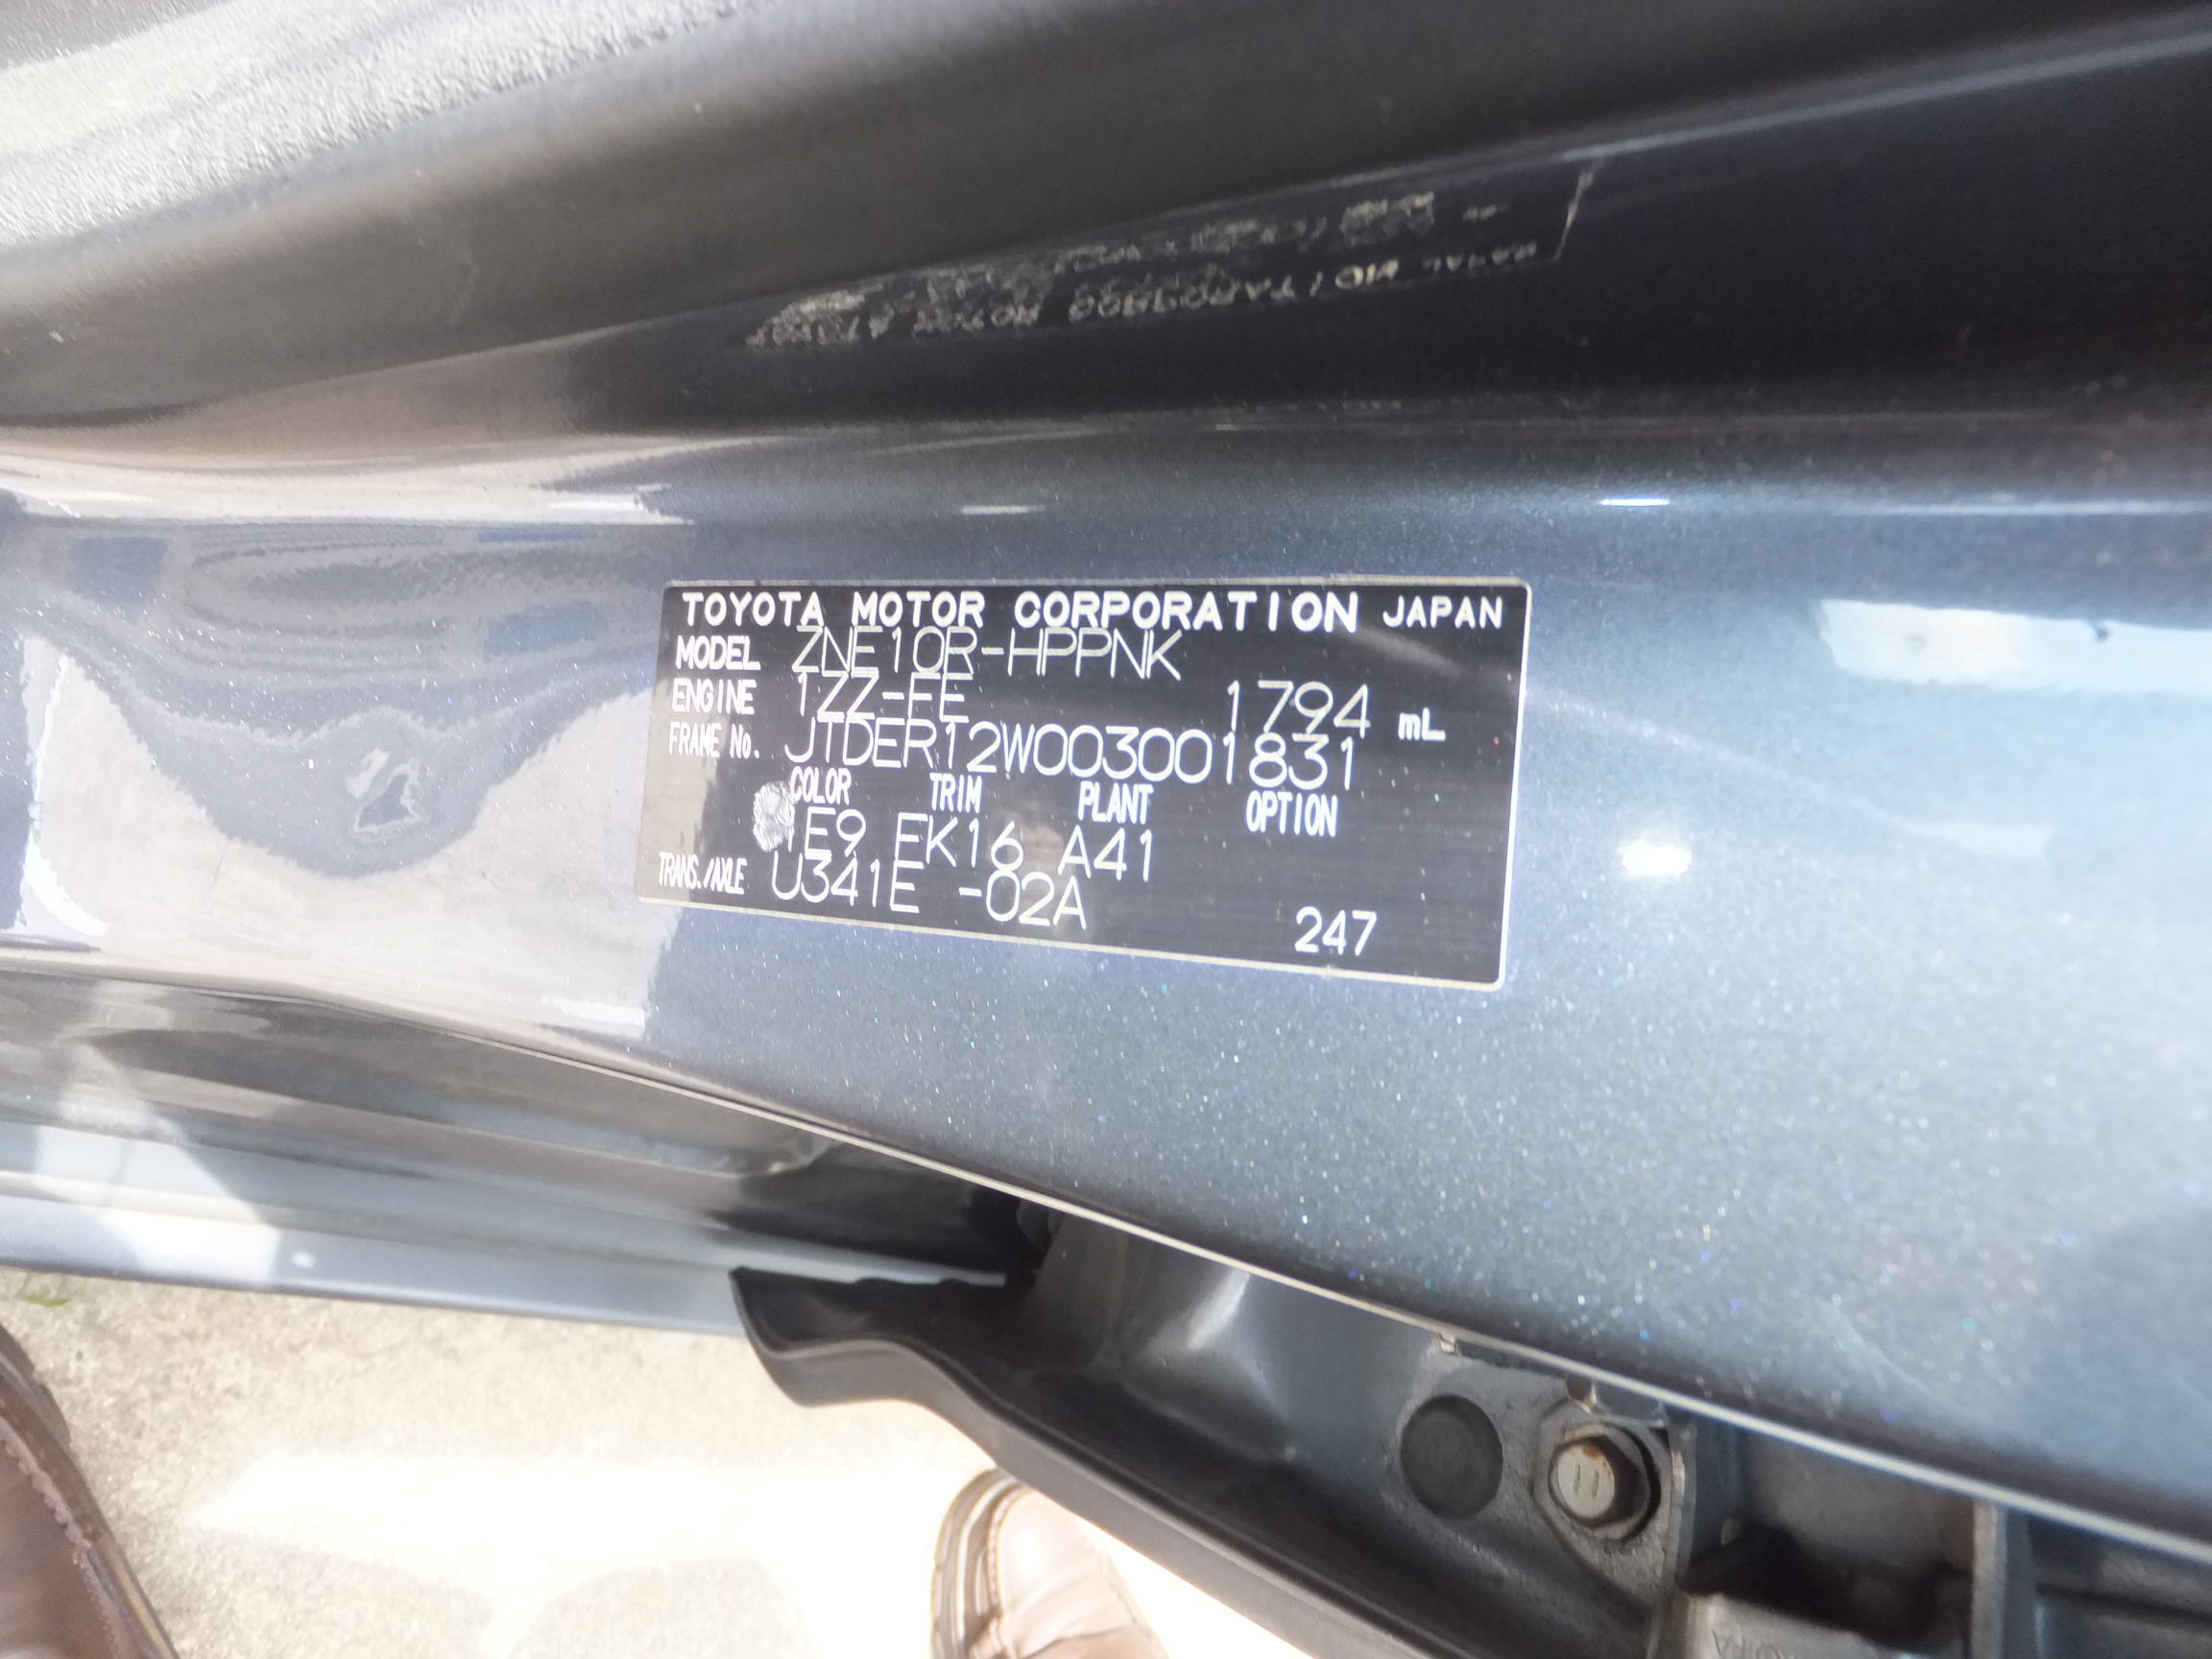 TOYOTA MOTOR CORPORATION JAPAN
MODEL ZNE10R-HPPNK
ENGINE 1ZZ-FE 1794 mL
FRAME No. JTDER12W003001831
COLOR TRIM PLANT OPTION
1E9 EK16 A41
TRANS./AXLE U341E -02A
247